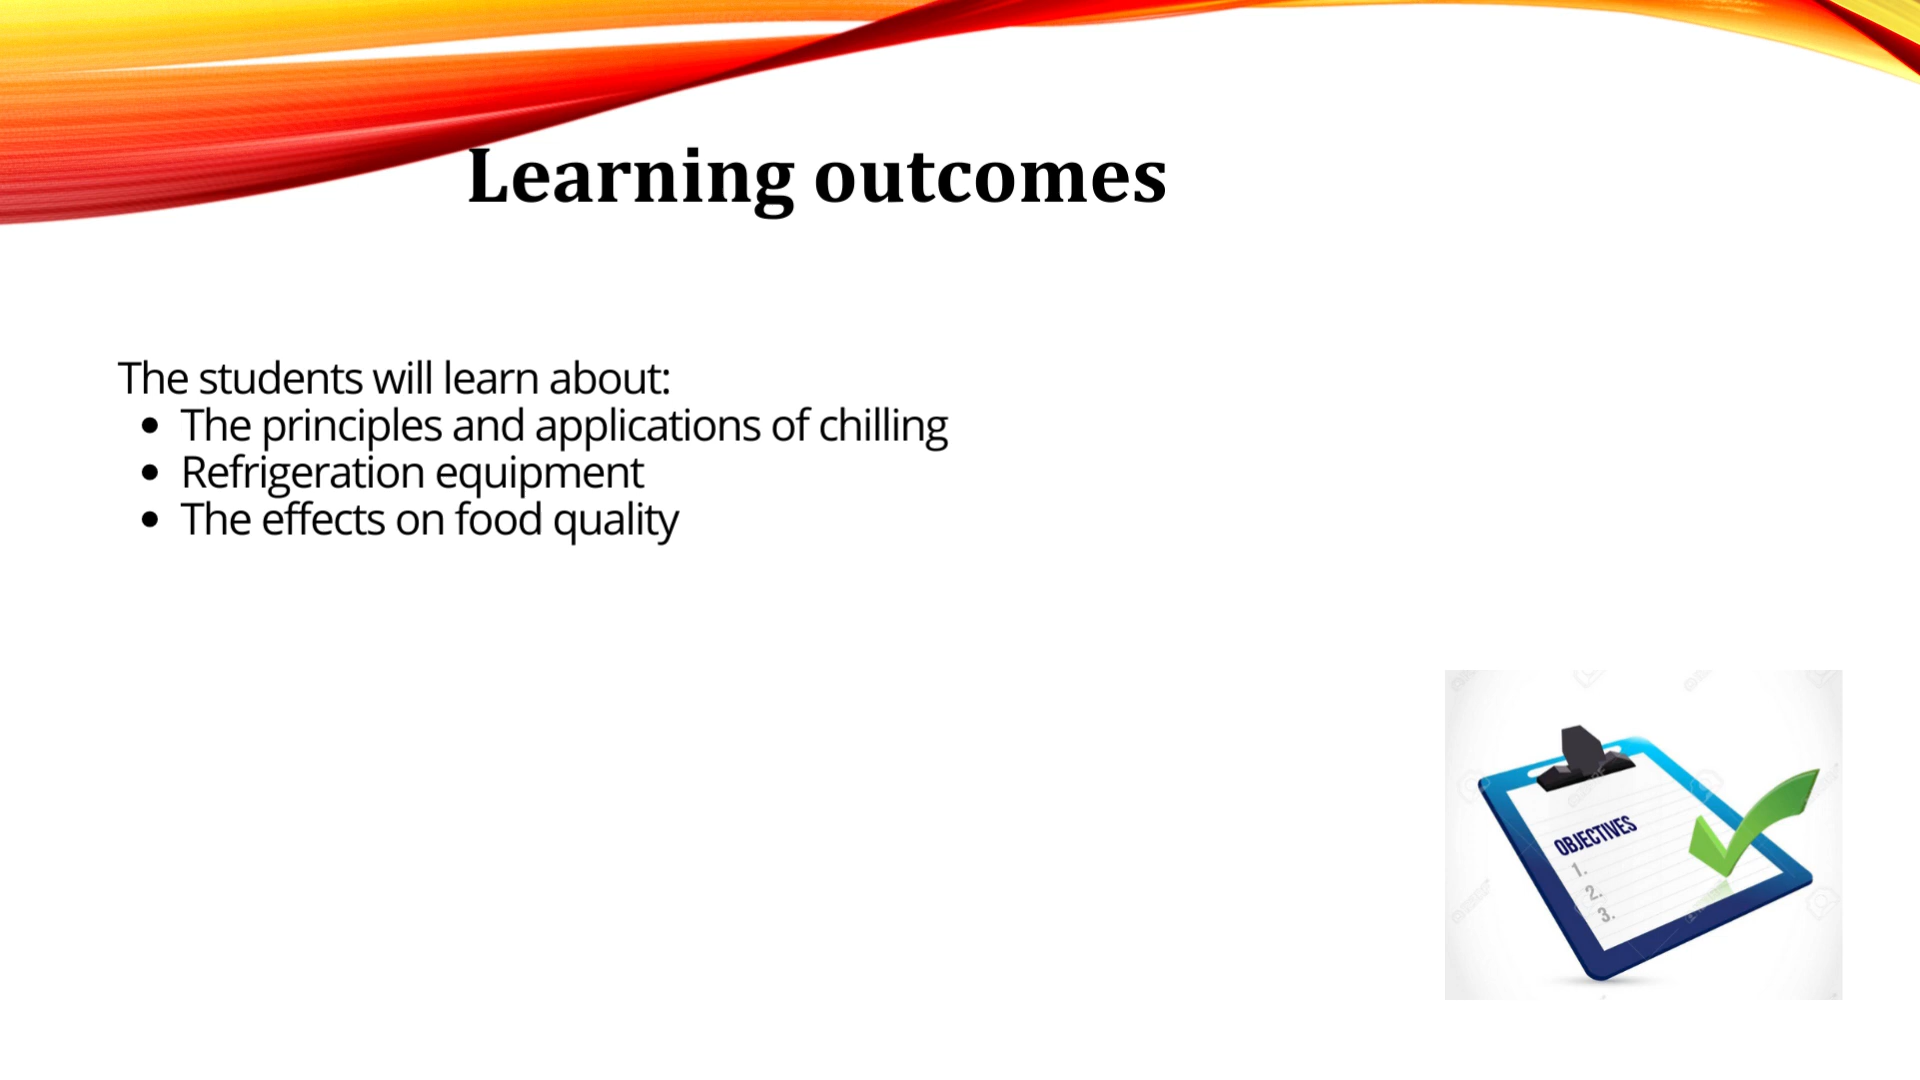 Learning outcomes
The students will learn about:
• The principles and applications of chilling
• Refrigeration equipment
• The effects on food quality
OBJECTIVES
1.
2.
3.